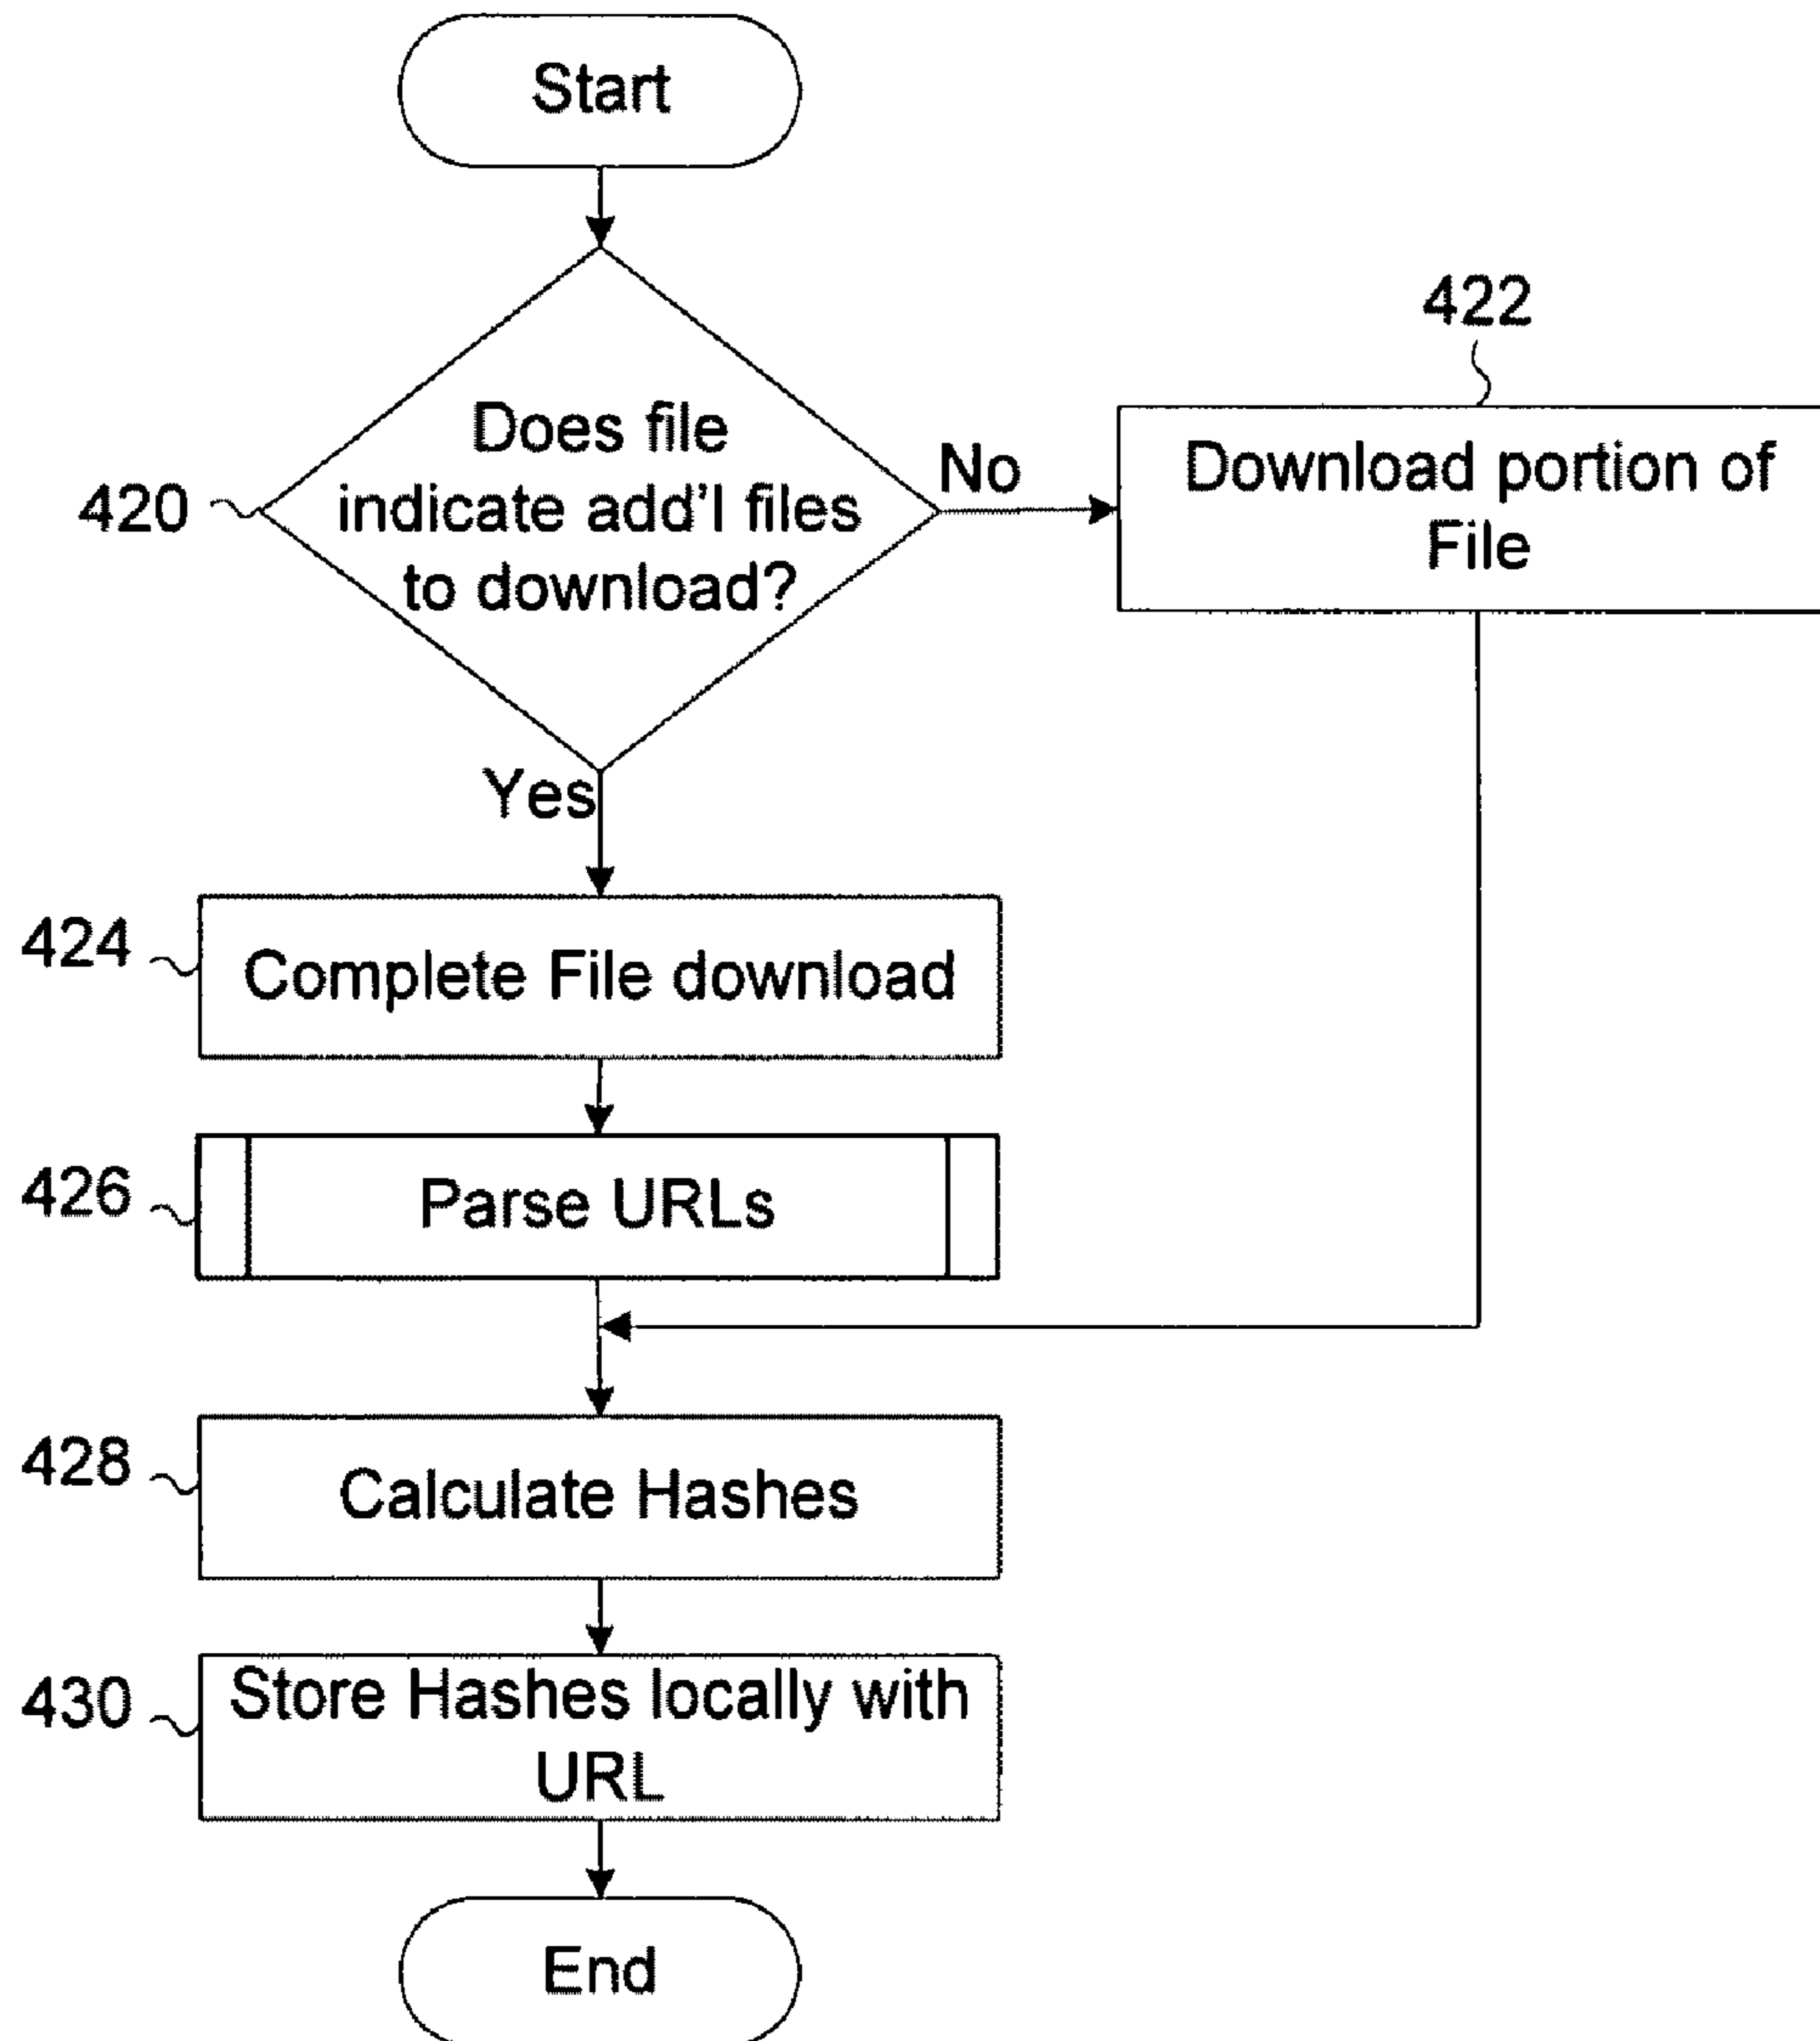 Start
422
Does file
indicate add'l files
to download?
420
No
Download portion of
File
Yes
424
Complete File download
426
Parse URLs
428
Calculate Hashes
430
Store Hashes locally with
URL
End